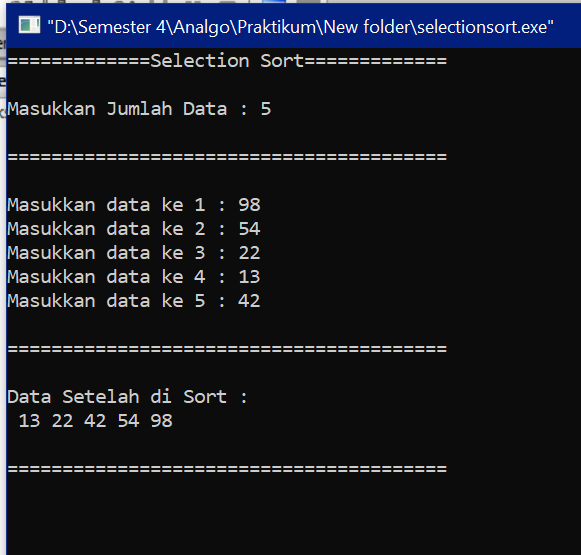 "D:\Semester 4\Analgo\Praktikum\New folder\selectionsort.exe"
=============Selection Sort=============
Masukkan Jumlah Data : 5
========================================
Masukkan data ke 1 : 98
Masukkan data ke 2 : 54
Masukkan data ke 3 : 22
Masukkan data ke 4 : 13
Masukkan data ke 5 : 42
========================================
Data Setelah di Sort :
 13 22 42 54 98
========================================